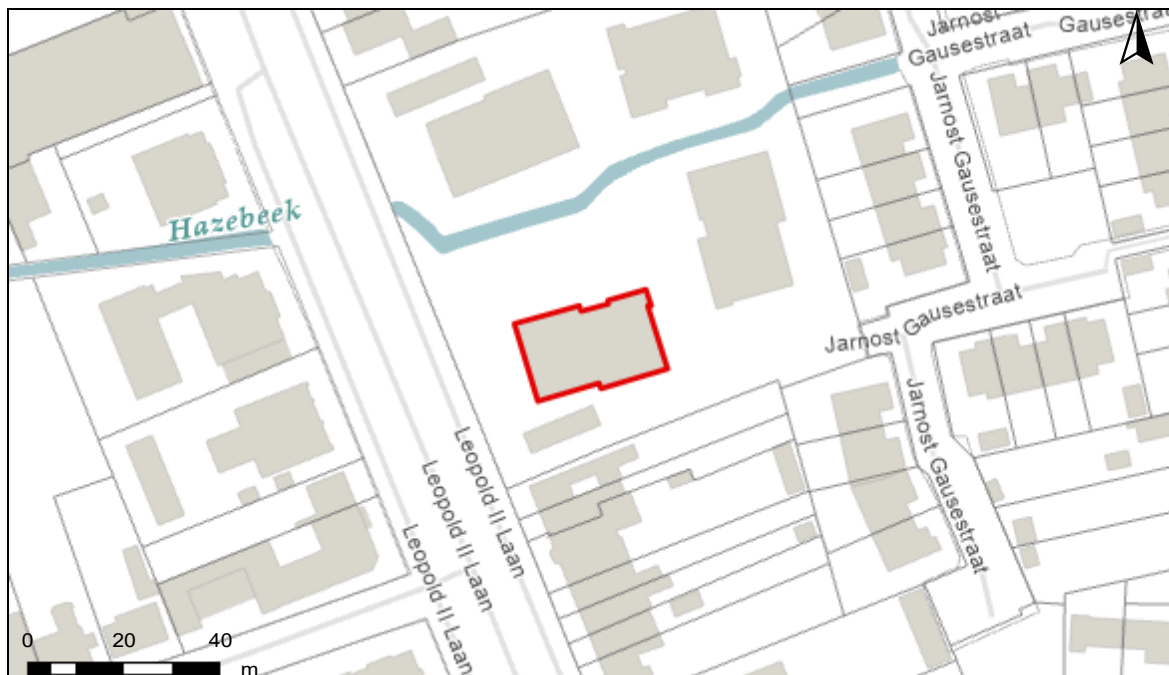 Jarnost
Gausestraat
Gausestraat
Jarnost Gausestraat
Hazebeek
Jarnost Gausestraat
Jarnost Gausestraat
Leopold-II-Laan
Leopold-II-Laan
Leopold-II-Laan
0 20 40
m